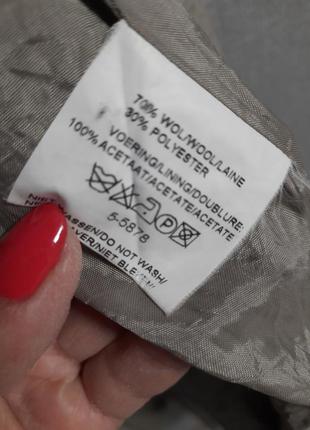 70% WOL/WOOL/LAINE
30% POLYESTER
VOERING/LINING/DOUBLURE:
100% ACETAAT/ACETATE/ACETATE
P
5-5878
NIET WASSEN/DO NOT WASH/
NIET